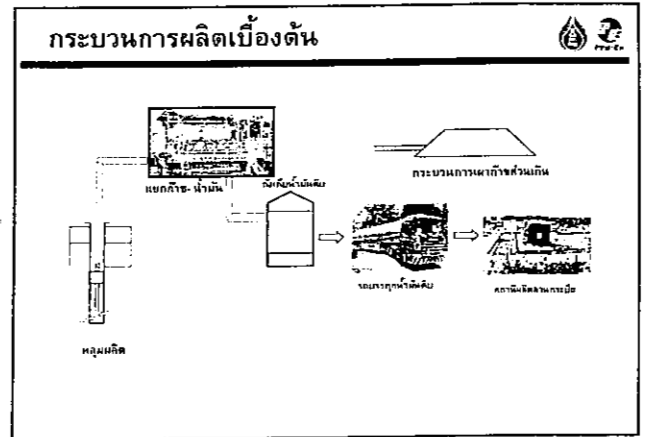 กระบวนการผลิตเบื้องต้น
แยกก๊าซ-น้ำมัน
ถังเก็บน้ำมันดิบ
กระบวนการเผาก๊าซส่วนเกิน
รถบรรทุกน้ำมันดิบ
สถานีผลิตลานกระบือ
หลุมผลิต